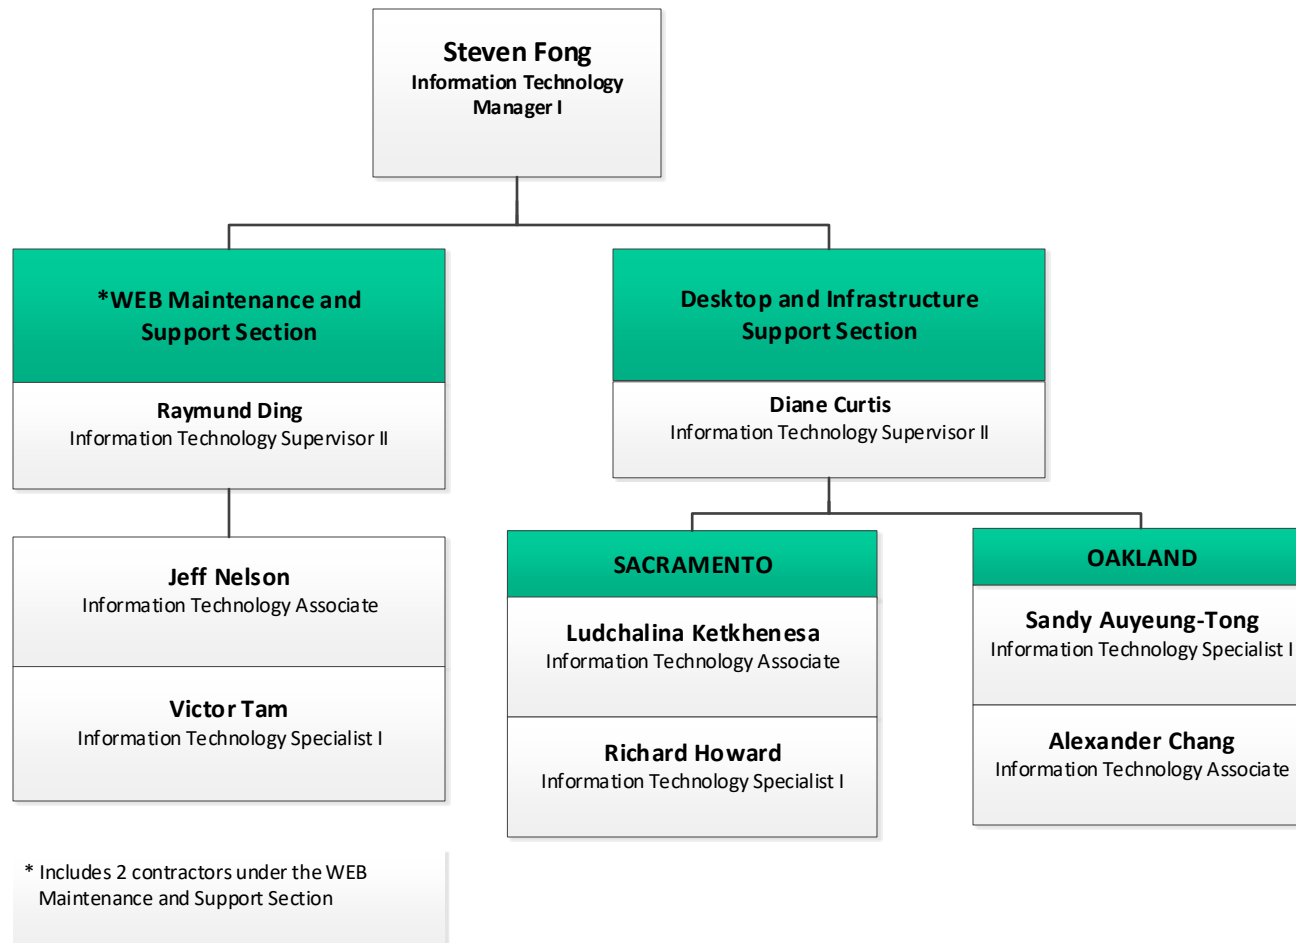 Steven Fong
Information Technology
Manager I
*WEB Maintenance and
Support Section
Raymund Ding
Information Technology Supervisor II
Jeff Nelson
Information Technology Associate
Victor Tam
Information Technology Specialist I
* Includes 2 contractors under the WEB
Maintenance and Support Section
Desktop and Infrastructure
Support Section
Diane Curtis
Information Technology Supervisor II
SACRAMENTO
Ludchalina Ketkhenesa
Information Technology Associate
Richard Howard
Information Technology Specialist I
OAKLAND
Sandy Auyeung-Tong
Information Technology Specialist I
Alexander Chang
Information Technology Associate